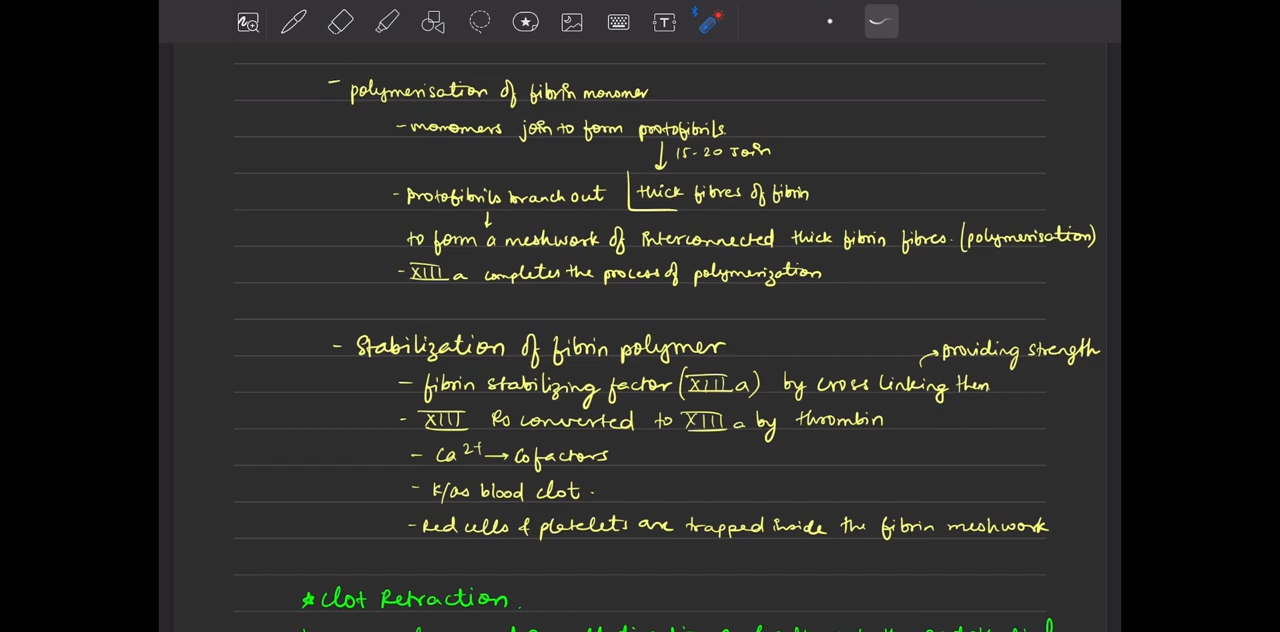 - polymerisation of fibrin monomer
- monomers join to form protofibrils
↓ 15-20 join
- protofibrils branch out thick fibres of fibrin
↓
to form a meshwork of interconnected thick fibrin fibres. (polymerisation)
- XIII a completes the process of polymerization
- Stabilization of fibrin polymer
→ providing strength
- fibrin stabilizing factor (XIII a) by cross linking them
- XIII is converted to XIII a by thrombin
- Ca 2+ → cofactors
- K/as blood clot.
- Red cells & platelets are trapped inside the fibrin meshwork
* Clot Retraction.